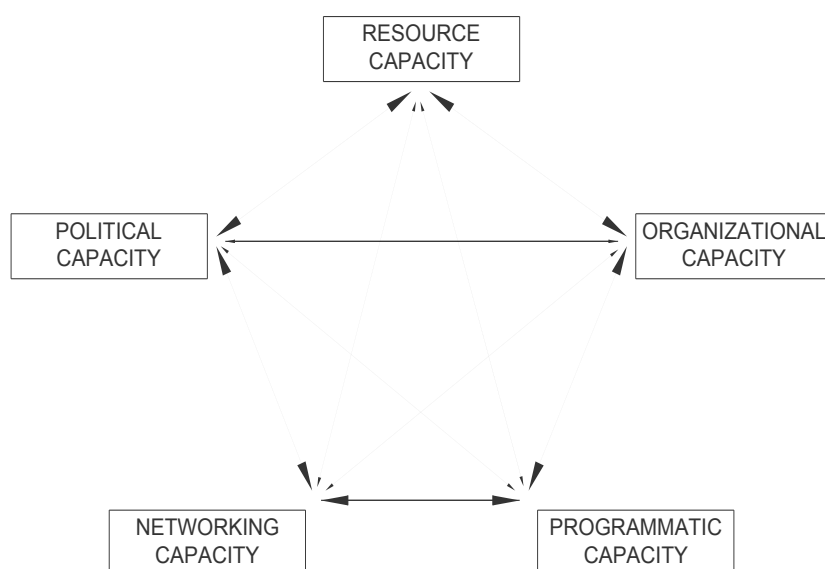 RESOURCE
CAPACITY
POLITICAL
CAPACITY
ORGANIZATIONAL
CAPACITY
NETWORKING
CAPACITY
PROGRAMMATIC
CAPACITY